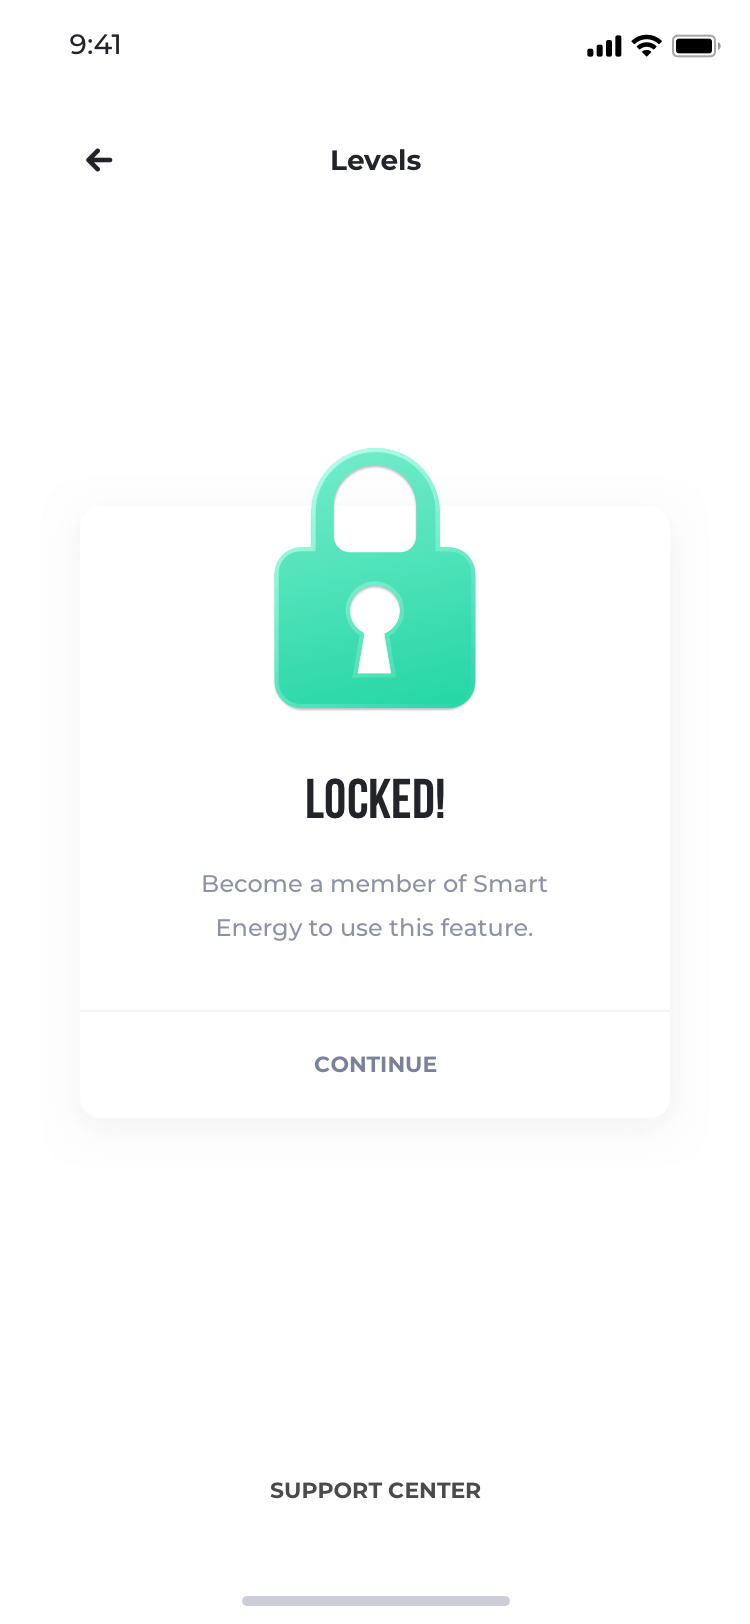 9:41
Levels
LOCKED!
Become a member of Smart
Energy to use this feature.
CONTINUE
SUPPORT CENTER